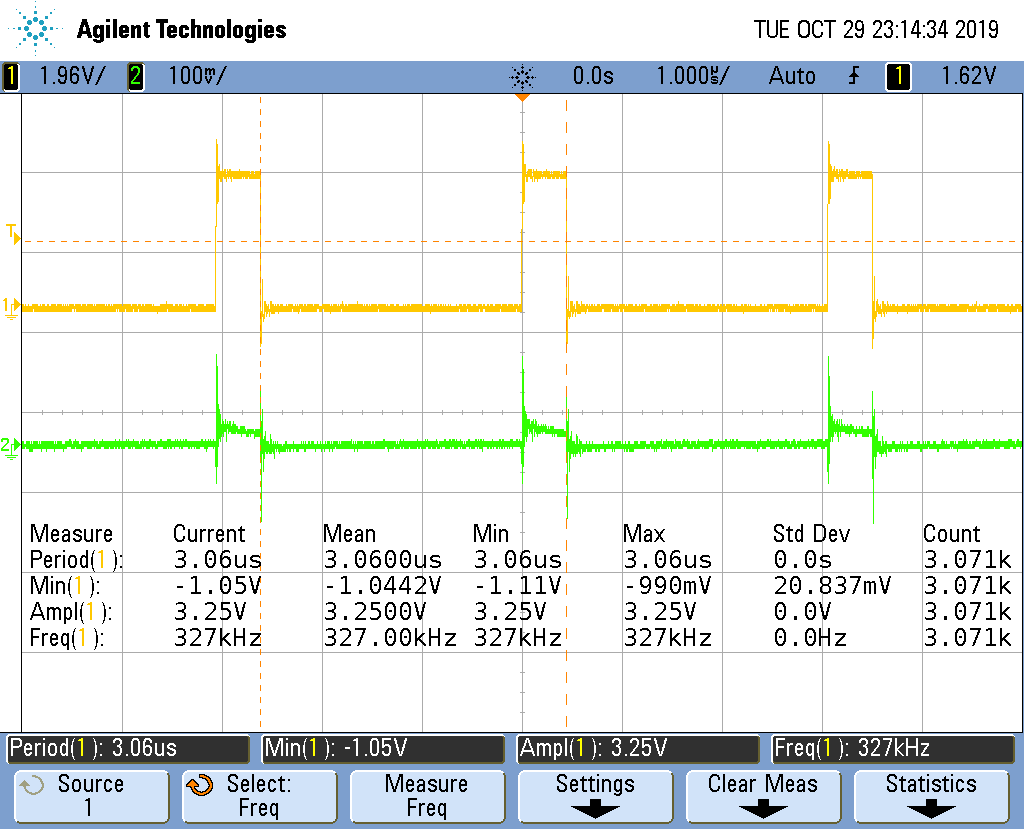 Agilent Technologies TUE OCT 29 23:14:34 2019
1 1.96V/ 2 100mV/ 0.0s 1.000us/ Auto 1 1.62V
T
1
2
Measure Current Mean Min Max Std Dev Count
Period(1): 3.06us 3.0600us 3.06us 3.06us 0.0s 3.071k
Min(1): -1.05V -1.0442V -1.11V -990mV 20.837mV 3.071k
Ampl(1): 3.25V 3.2500V 3.25V 3.25V 0.0V 3.071k
Freq(1): 327kHz 327.00kHz 327kHz 327kHz 0.0Hz 3.071k
Period(1): 3.06us Min(1): -1.05V Ampl(1): 3.25V Freq(1): 327kHz
Source Select: Measure Settings Clear Meas Statistics
1 Freq Freq